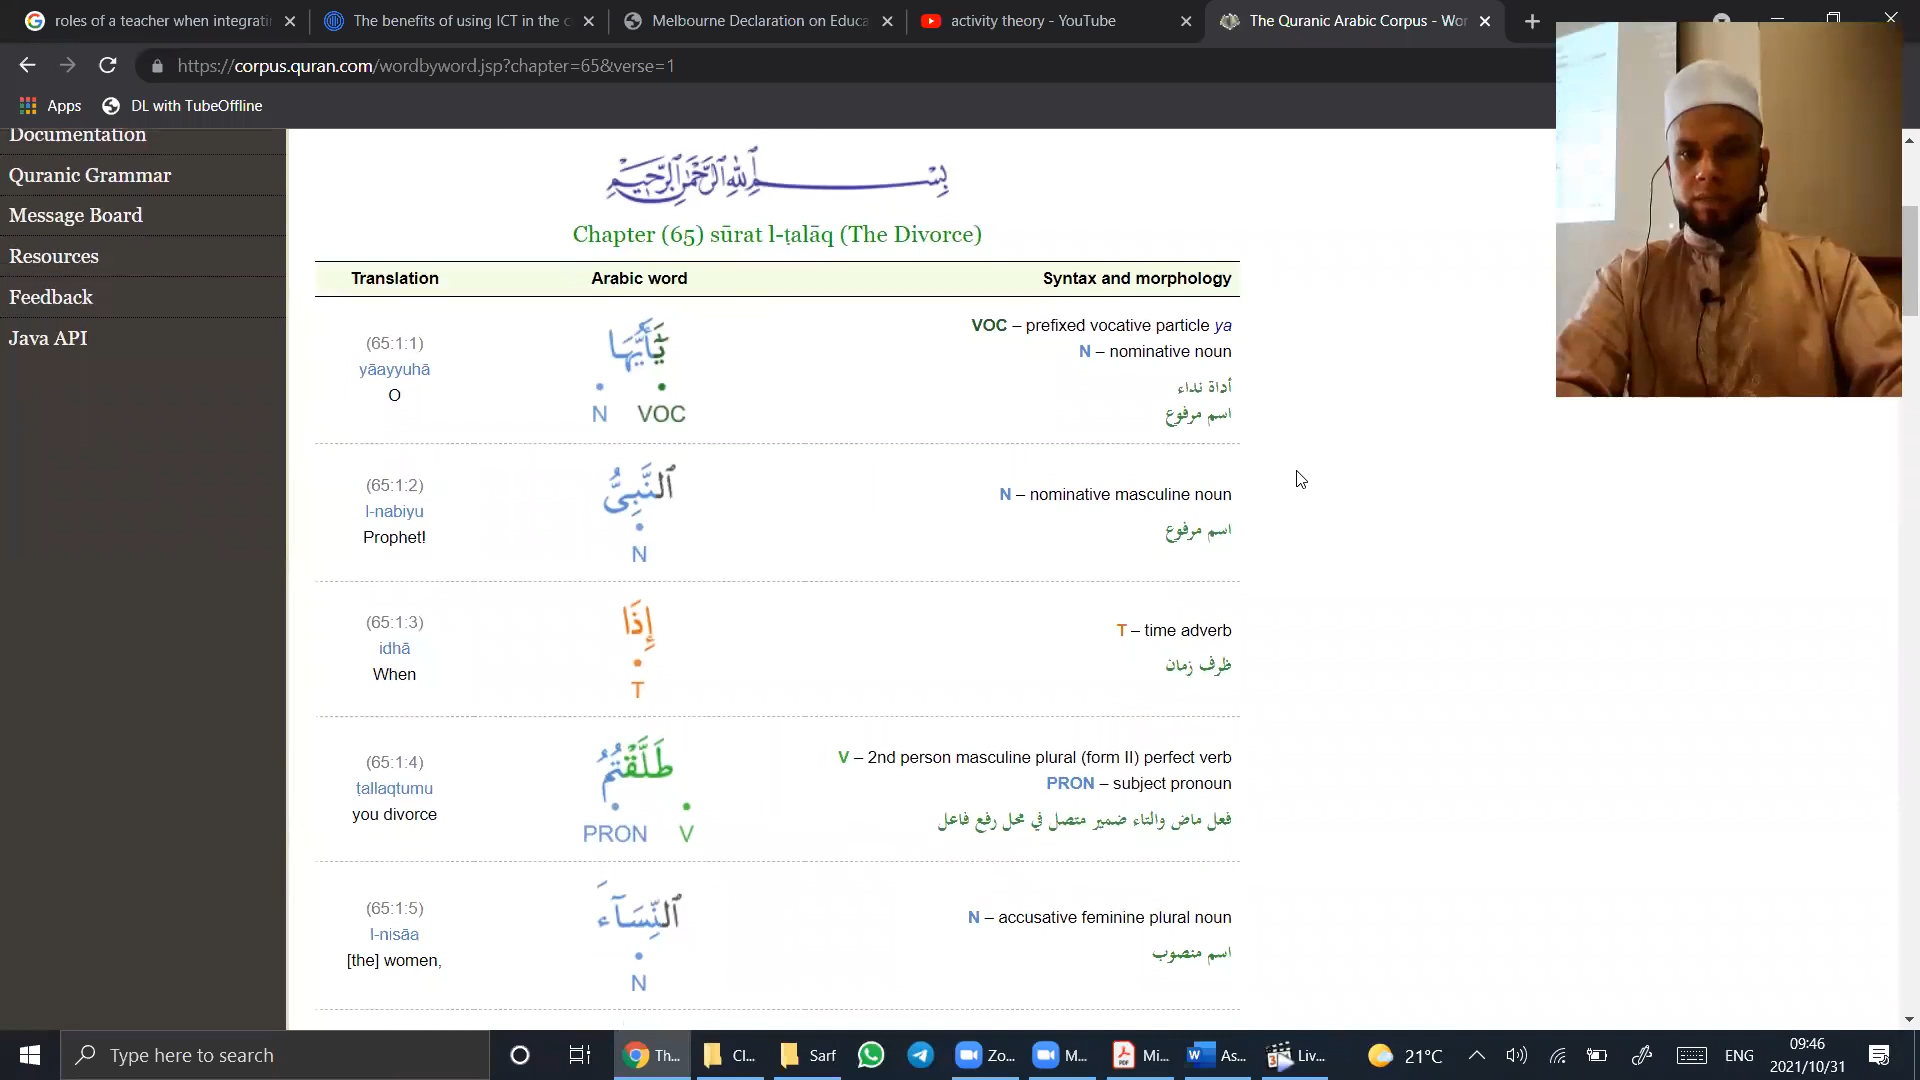 roles of a teacher when integrati
The benefits of using ICT in the c
Melbourne Declaration on Educa
activity theory - YouTube
The Quranic Arabic Corpus - Wor
https://corpus.quran.com/wordbyword.jsp?chapter=65&verse=1
Apps
DL with TubeOffline
Documentation
Quranic Grammar
Message Board
Resources
Feedback
Java API
بِسْمِ ٱللَّهِ ٱلرَّحْمَٰنِ ٱلرَّحِيمِ
Chapter (65) sūrat l-ṭalāq (The Divorce)
Translation Arabic word Syntax and morphology
(65:1:1)
yāayyuhā
O
يَٰٓأَيُّهَا
N VOC
VOC – prefixed vocative particle ya
N – nominative noun
أداة نداء
اسم مرفوع
(65:1:2)
l-nabiyu
Prophet!
ٱلنَّبِىُّ
N
N – nominative masculine noun
اسم مرفوع
(65:1:3)
idhā
When
إِذَا
T
T – time adverb
ظرف زمان
(65:1:4)
ṭallaqtumu
you divorce
طَلَّقْتُمُ
PRON V
V – 2nd person masculine plural (form II) perfect verb
PRON – subject pronoun
فعل ماض والتاء ضمير متصل في محل رفع فاعل
(65:1:5)
l-nisāa
[the] women,
ٱلنِّسَآءَ
N
N – accusative feminine plural noun
اسم منصوب
Type here to search
Th...
Cl...
Sarf
Zo...
M...
Mi...
As...
Liv...
21°C
ENG
09:46
2021/10/31